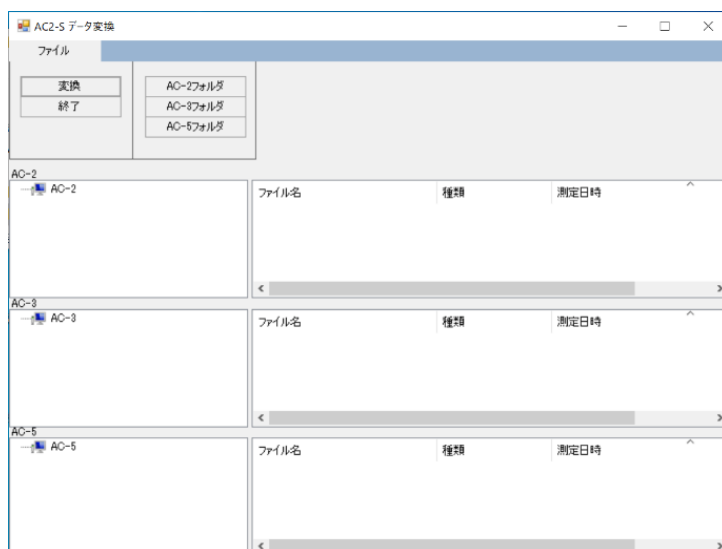 AC2-S データ変換
ファイル
変換
終了
AC-2フォルダ
AC-3フォルダ
AC-5フォルダ
AC-2
AC-2
ファイル名 種類 測定日時
AC-3
AC-3
ファイル名 種類 測定日時
AC-5
AC-5
ファイル名 種類 測定日時